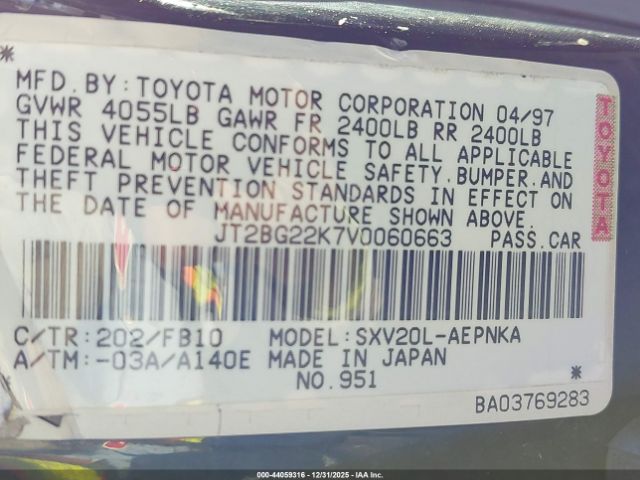 MFD.BY:TOYOTA MOTOR CORPORATION 04/97
GVWR 4055LB GAWR FR 2400LB RR 2400LB
THIS VEHICLE CONFORMS TO ALL APPLICABLE
FEDERAL MOTOR VEHICLE SAFETY,BUMPER,AND
THEFT PREVENTION STANDARDS IN EFFECT ON
THE DATE OF MANUFACTURE SHOWN ABOVE.
JT2BG22K7V0060663 PASS.CAR
TOYOTA
C/TR:202/FB10 MODEL:SXV20L-AEPNKA
A/TM:-03A/A140E MADE IN JAPAN
NO.951
BA03769283
000-44059316 - 12/31/2025 - IAA Inc.